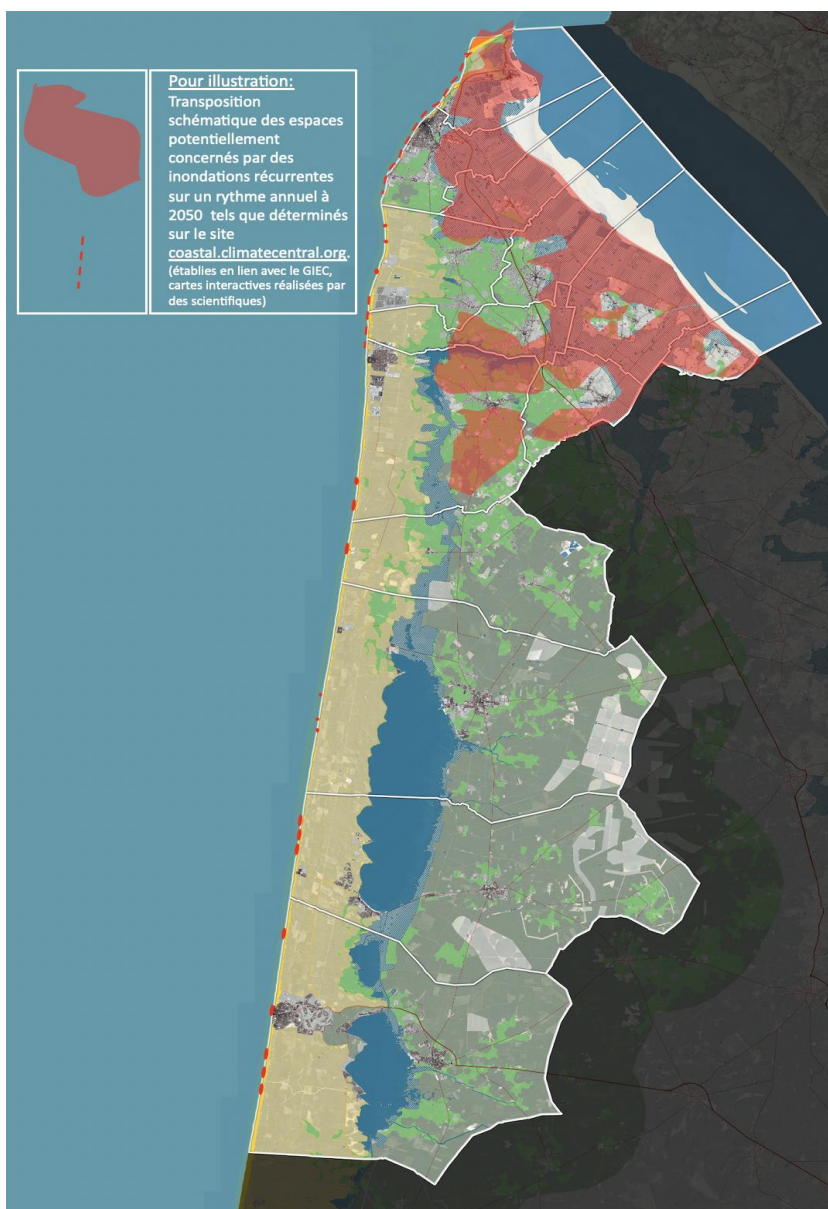 Pour illustration:
Transposition
schématique des espaces
potentiellement
concernés par des
inondations récurrentes
sur un rythme annuel à
2050 tels que déterminés
sur le site
coastal.climatecentral.org.
(établies en lien avec le GIEC,
cartes interactives réalisées par
des scientifiques)